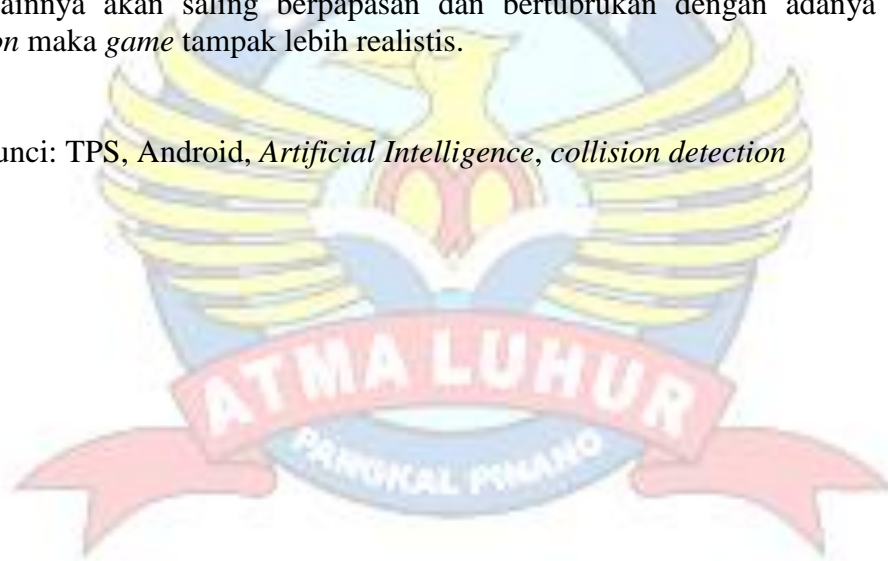 ainnya akan saling berpapasan dan bertubrukan dengan adanya
on maka game tampak lebih realistis.
unci: TPS, Android, Artificial Intelligence, collision detection
ATMA LUHUR
PANGKAL PINANG